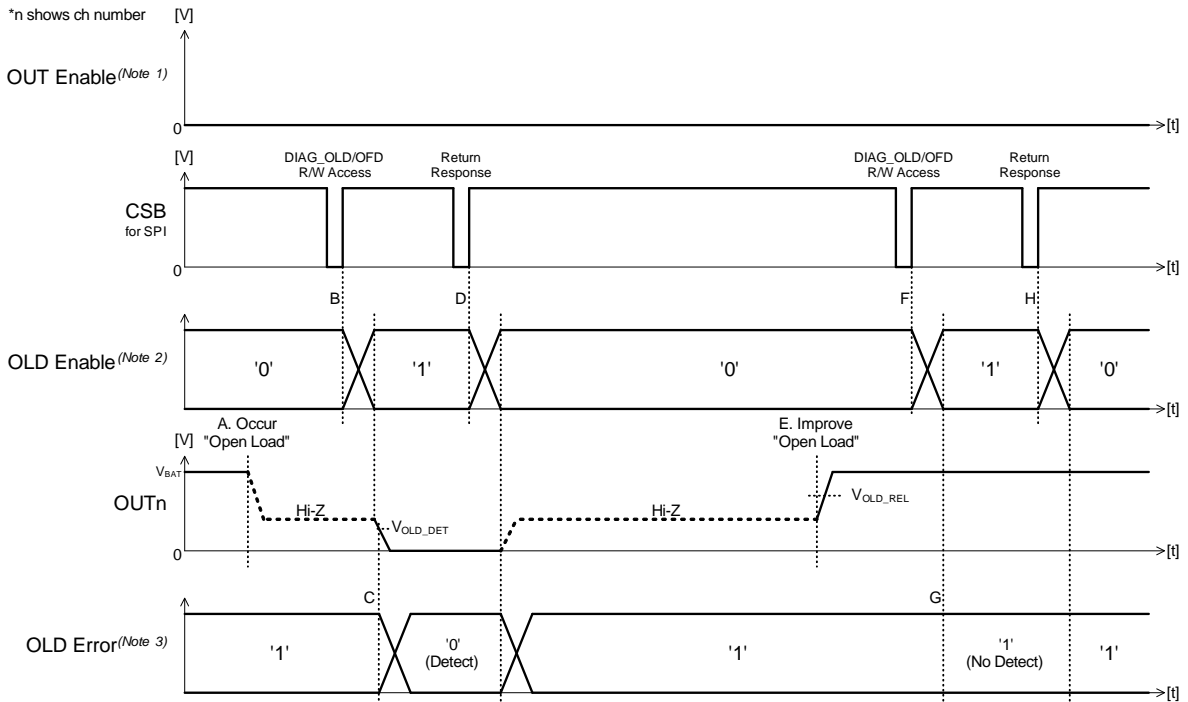 *n shows ch number
[V]
OUT Enable(Note 1)
0
[t]
[V]
DIAG_OLD/OFD
R/W Access
Return
Response
DIAG_OLD/OFD
R/W Access
Return
Response
CSB
for SPI
0
[t]
B
D
F
H
OLD Enable(Note 2)
'0'
'1'
'0'
'1'
'0'
[t]
A. Occur
"Open Load"
E. Improve
"Open Load"
[V]
VBAT
OUTn
Hi-Z
VOLD_DET
Hi-Z
VOLD_REL
0
[t]
C
G
OLD Error(Note 3)
'1'
'0'
(Detect)
'1'
'1'
(No Detect)
'1'
[t]